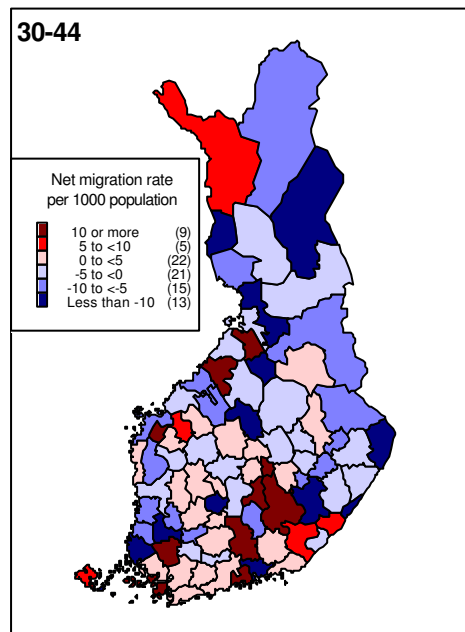 30-44
Net migration rate
per 1000 population
10 or more (9)
5 to <10 (5)
0 to <5 (22)
-5 to <0 (21)
-10 to <-5 (15)
Less than -10 (13)